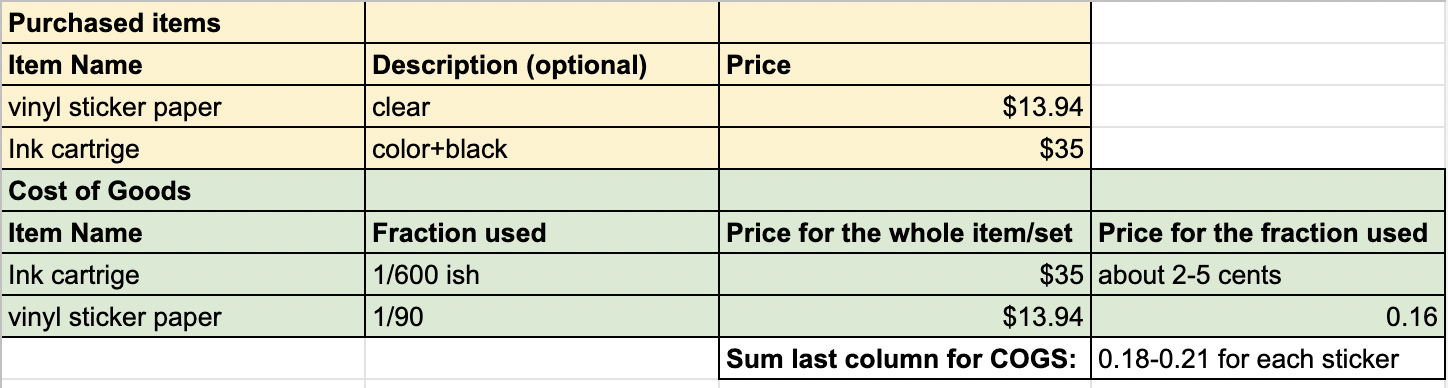 Purchased items
Item Name Description (optional) Price
vinyl sticker paper clear $13.94
Ink cartrige color+black $35
Cost of Goods
Item Name Fraction used Price for the whole item/set Price for the fraction used
Ink cartrige 1/600 ish $35 about 2-5 cents
vinyl sticker paper 1/90 $13.94 0.16
Sum last column for COGS: 0.18-0.21 for each sticker